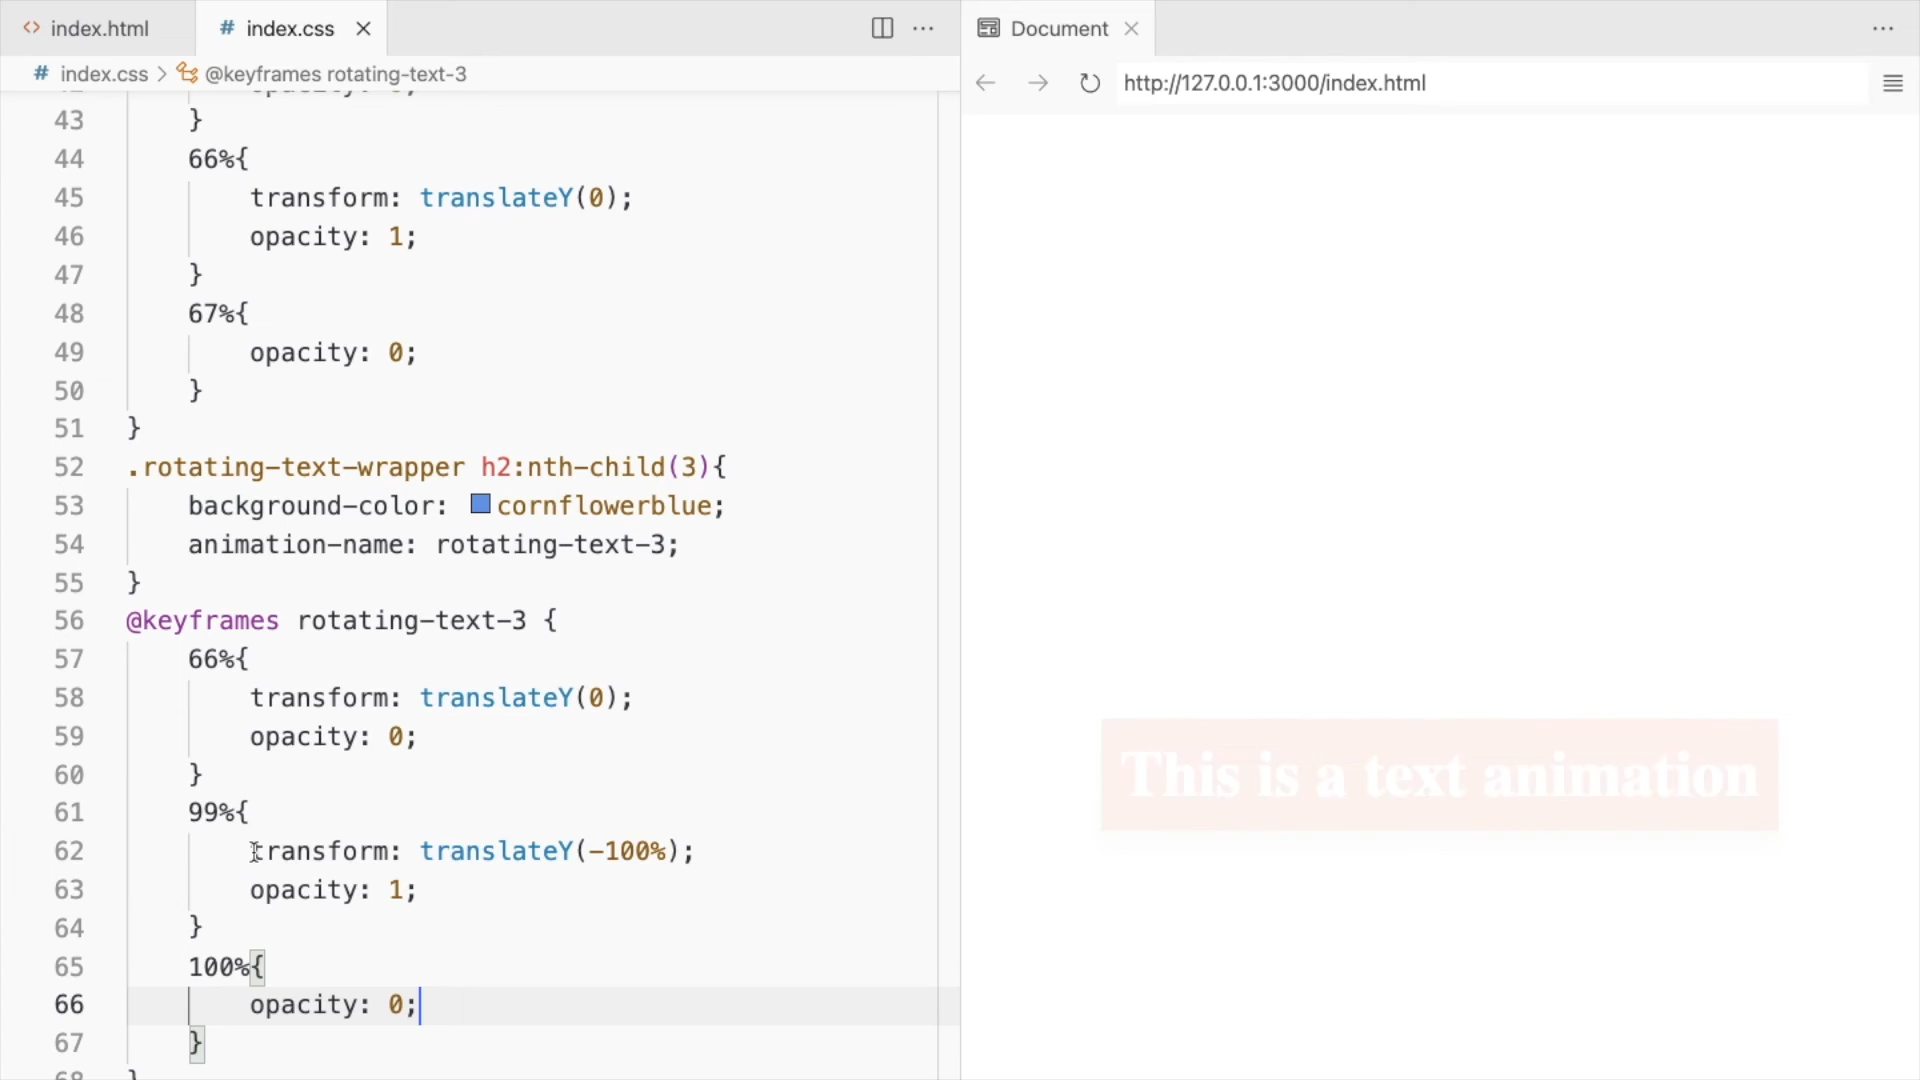 index.html
# index.css
Document
# index.css > @keyframes rotating-text-3
http://127.0.0.1:3000/index.html
43 }
44 66%{
45 transform: translateY(0);
46 opacity: 1;
47 }
48 67%{
49 opacity: 0;
50 }
51 }
52 .rotating-text-wrapper h2:nth-child(3){
53 background-color: cornflowerblue;
54 animation-name: rotating-text-3;
55 }
56 @keyframes rotating-text-3 {
57 66%{
58 transform: translateY(0);
59 opacity: 0;
60 }
61 99%{
62 transform: translateY(-100%);
63 opacity: 1;
64 }
65 100%{
66 opacity: 0;
67 }
This is a text animation